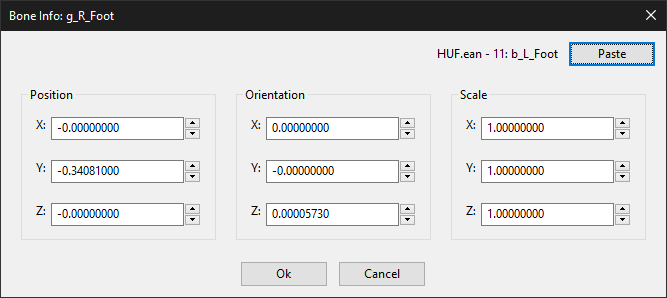 Bone Info: g_R_Foot
HUF.ean - 11: b_L_Foot Paste
Position Orientation Scale
X: -0.00000000 X: 0.00000000 X: 1.00000000
Y: -0.34081000 Y: -0.00000000 Y: 1.00000000
Z: -0.00000000 Z: 0.00005730 Z: 1.00000000
Ok Cancel